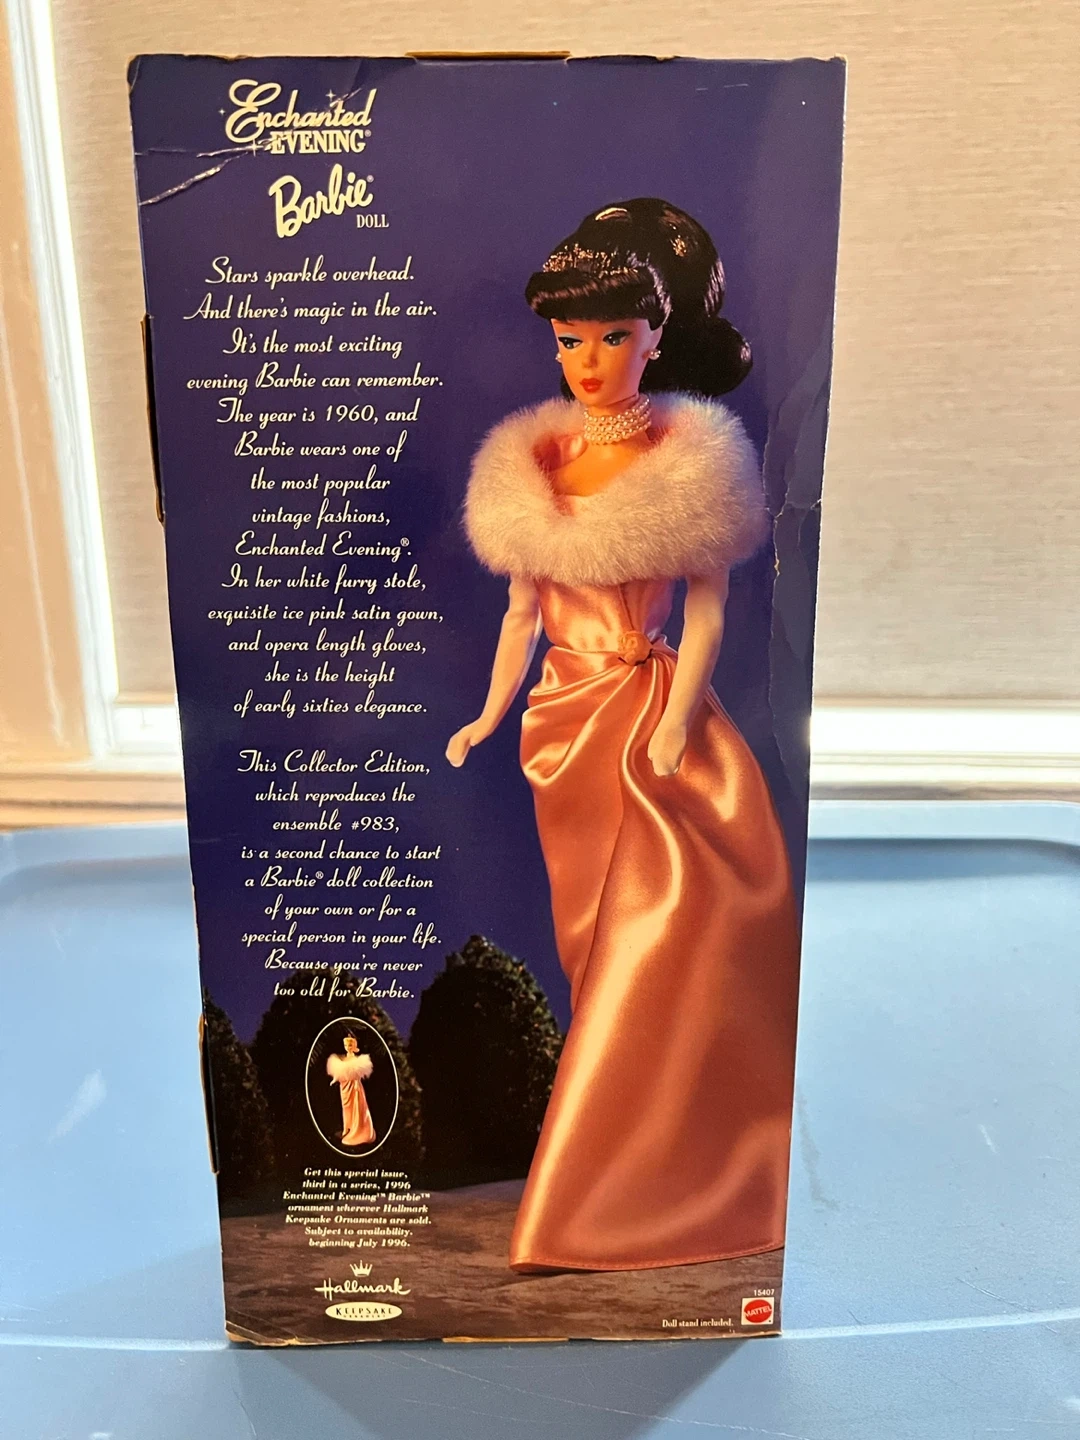 Enchanted
EVENING®
Barbie®
DOLL
Stars sparkle overhead.
And there's magic in the air.
It's the most exciting
evening Barbie can remember.
The year is 1960, and
Barbie wears one of
the most popular
vintage fashions,
Enchanted Evening®.
In her white furry stole,
exquisite ice pink satin gown,
and opera length gloves,
she is the height
of early sixties elegance.
This Collector Edition,
which reproduces the
ensemble #983,
is a second chance to start
a Barbie® doll collection
of your own or for a
special person in your life.
Because you're never
too old for Barbie.
Get this special issue,
third in a series, 1996
Enchanted Evening™ Barbie™
ornament wherever Hallmark
Keepsake Ornaments are sold.
Subject to availability,
beginning July 1996.
Hallmark
KEEPSAKE
15407
MATTEL
Doll stand included.